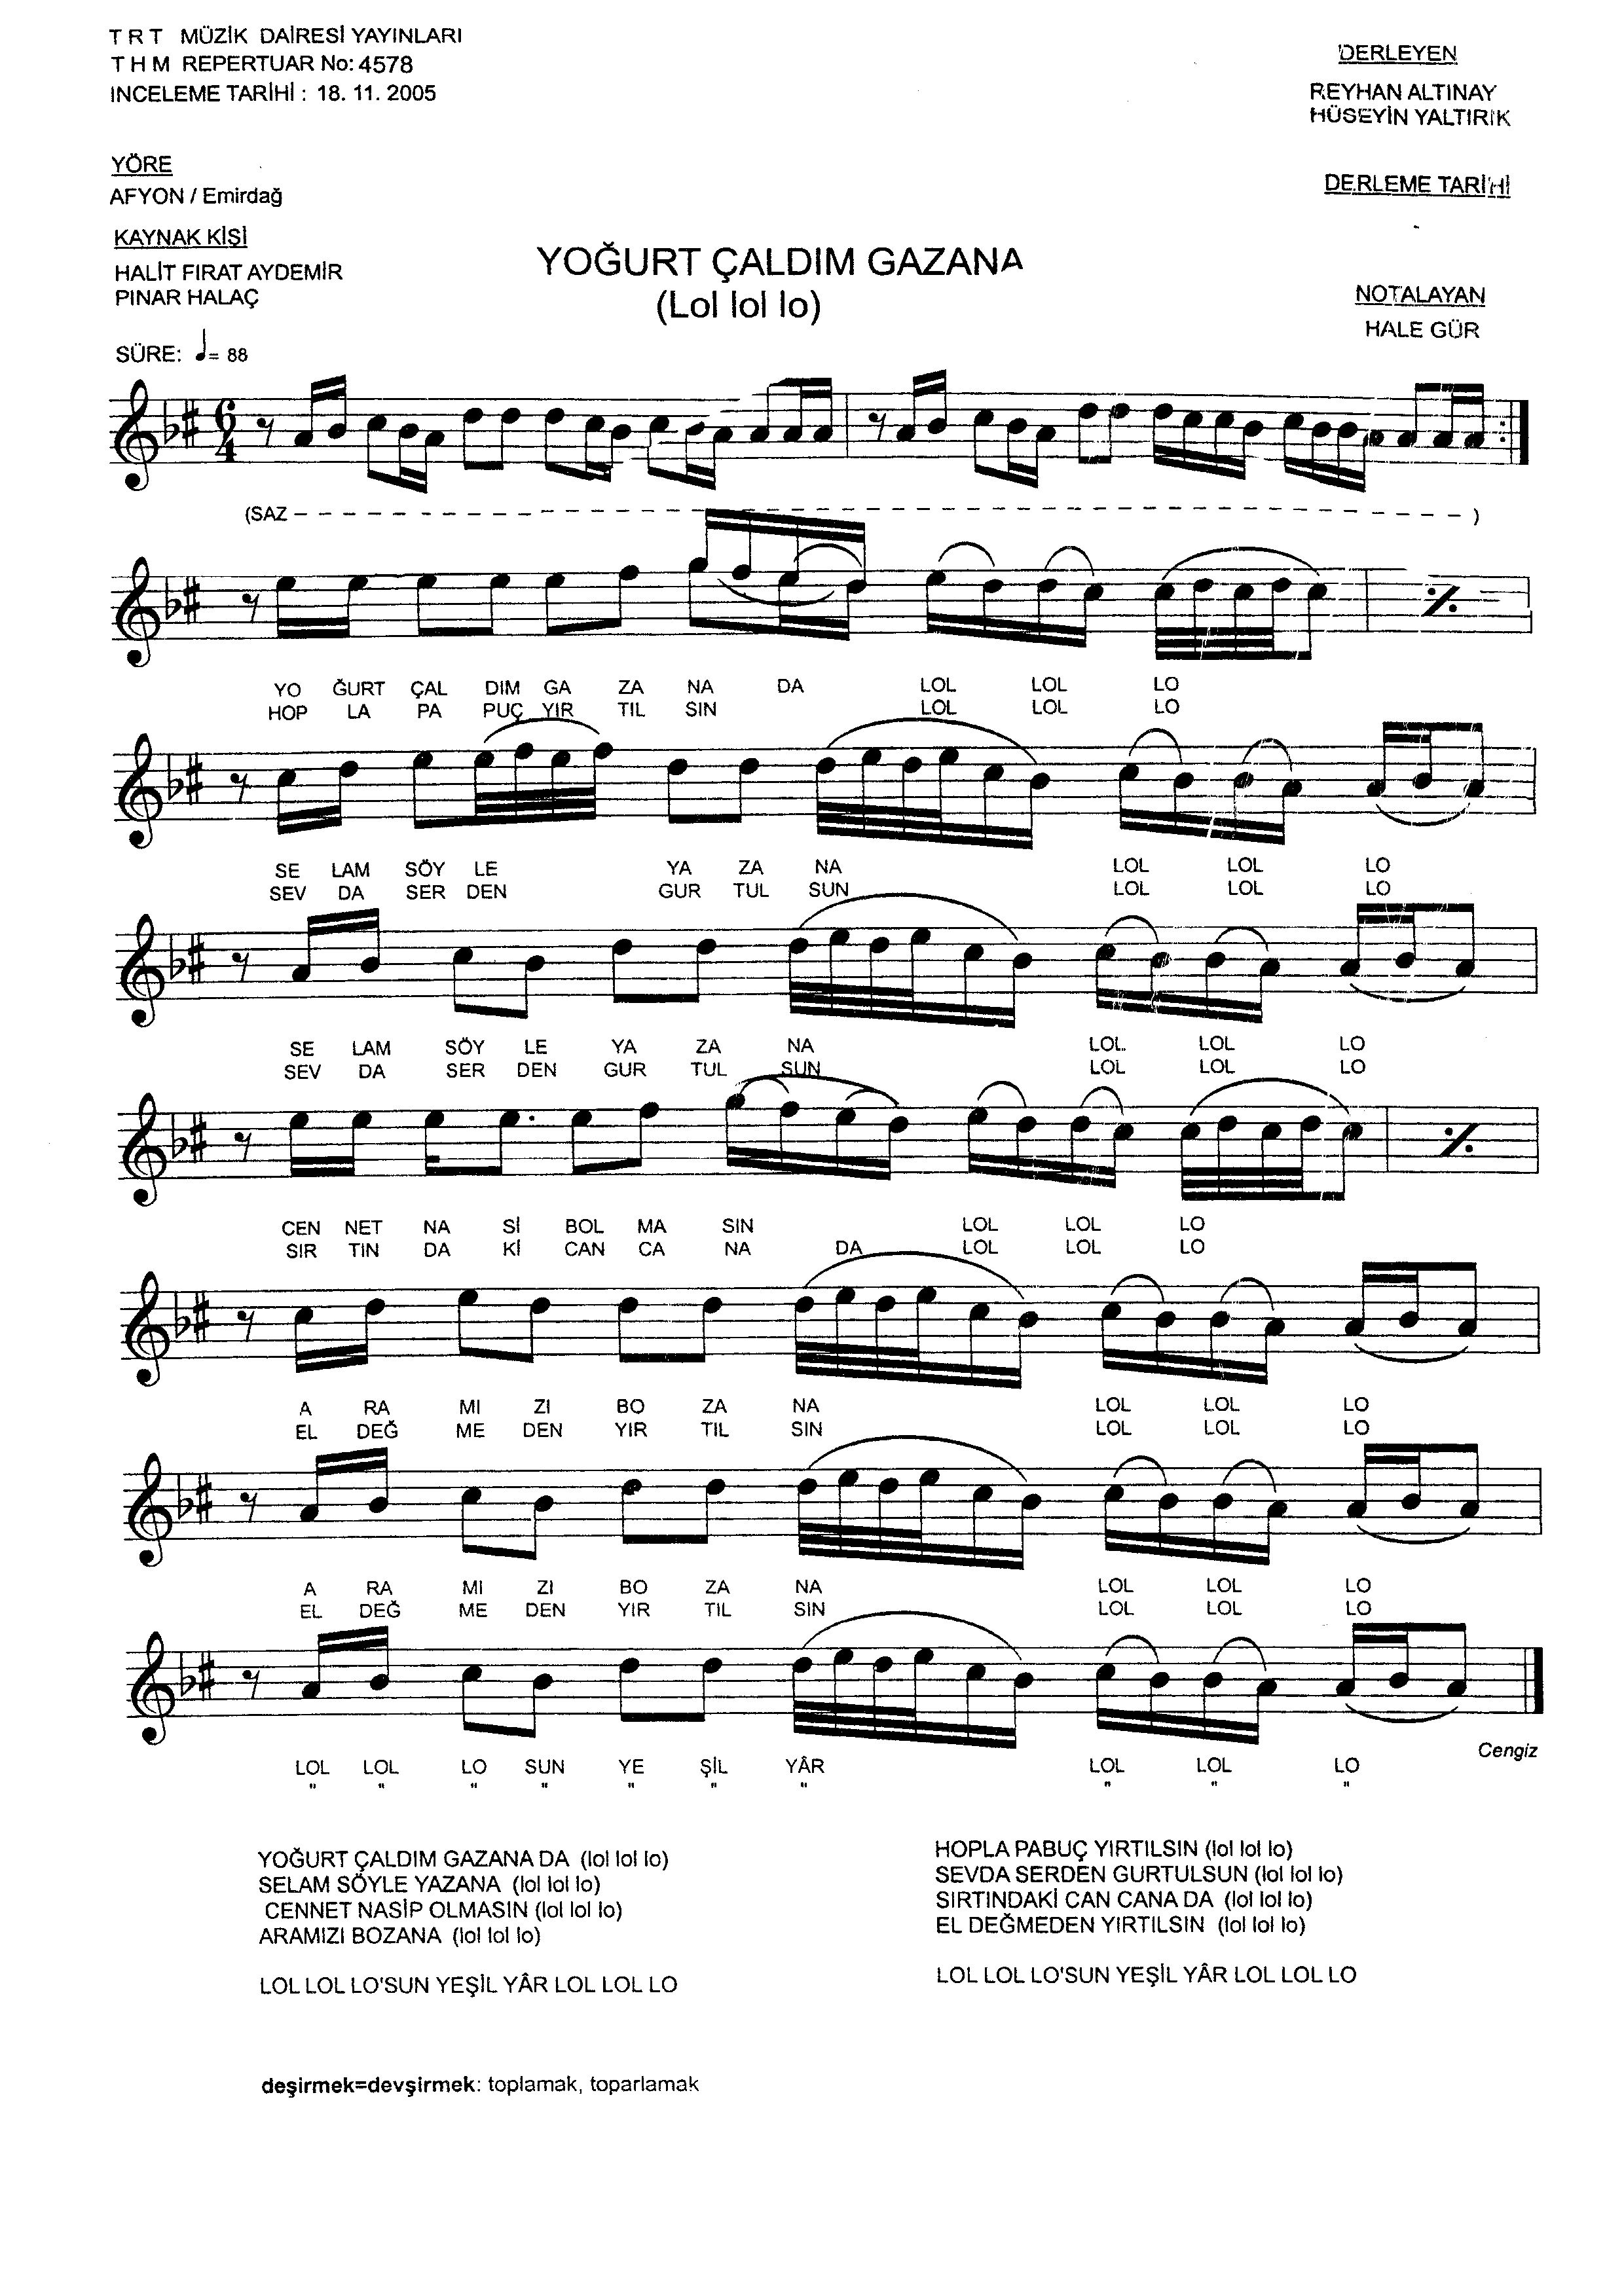 TRT MÜZİK DAİRESİ YAYINLARI
THM REPERTUAR No: 4578
INCELEME TARİHİ : 18. 11. 2005
DERLEYEN
REYHAN ALTINAY
HÜSEYİN YALTIRIK
YÖRE
AFYON / Emirdağ
DERLEME TARİHİ
KAYNAK KİŞİ
HALİT FIRAT AYDEMİR
PINAR HALAÇ
YOĞURT ÇALDIM GAZANA
(Lol lol lo)
NOTALAYAN
HALE GÜR
SÜRE: ♩= 88
6
4
(SAZ – – – – – – – – – – )
YO ĞURT ÇAL DIM GA ZA NA DA LOL LOL LO
HOP LA PA PUÇ YIR TIL SIN LOL LOL LO
SE LAM SÖY LE YA ZA NA LOL LOL LO
SEV DA SER DEN GUR TUL SUN LOL LOL LO
SE LAM SÖY LE YA ZA NA LOL LOL LO
SEV DA SER DEN GUR TUL SUN LOL LOL LO
CEN NET NA Sİ BOL MA SIN LOL LOL LO
SIR TIN DA Kİ CAN CA NA DA LOL LOL LO
A RA MI ZI BO ZA NA LOL LOL LO
EL DEĞ ME DEN YIR TIL SIN LOL LOL LO
A RA MI ZI BO ZA NA LOL LOL LO
EL DEĞ ME DEN YIR TIL SIN LOL LOL LO
Cengiz
LOL LOL LO SUN YE ŞİL YÂR LOL LOL LO
" " " " " " " " " "
YOĞURT ÇALDIM GAZANA DA (lol lol lo)
SELAM SÖYLE YAZANA (lol lol lo)
CENNET NASİP OLMASIN (lol lol lo)
ARAMIZI BOZANA (lol lol lo)
LOL LOL LO'SUN YEŞİL YÂR LOL LOL LO
HOPLA PABUÇ YIRTILSIN (lol lol lo)
SEVDA SERDEN GURTULSUN (lol lol lo)
SIRTINDAKİ CAN CANA DA (lol lol lo)
EL DEĞMEDEN YIRTILSIN (lol lol lo)
LOL LOL LO'SUN YEŞİL YÂR LOL LOL LO
deşirmek=devşirmek: toplamak, toparlamak